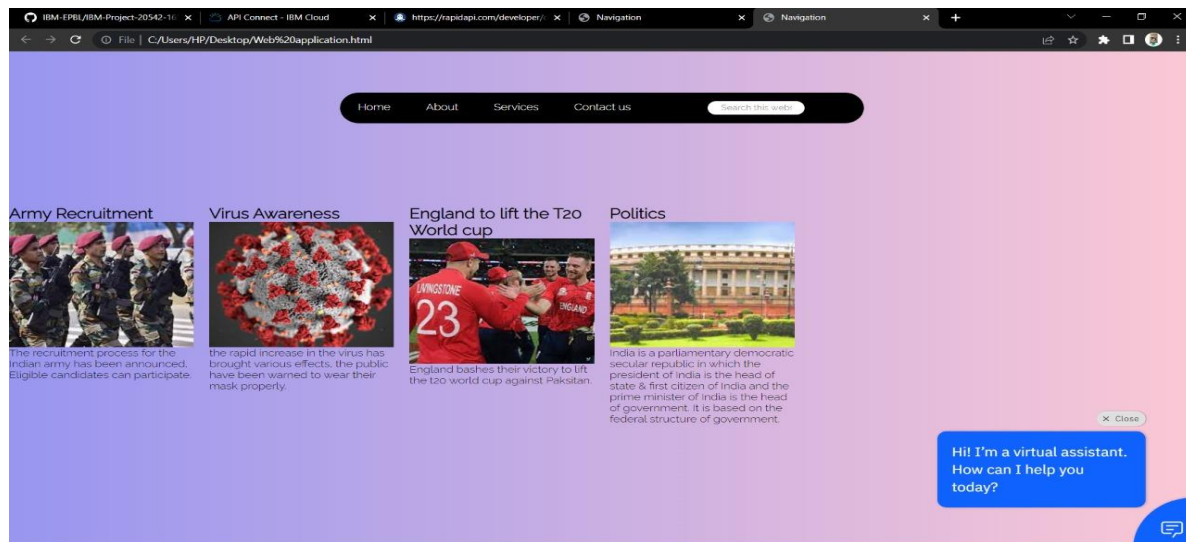 IBM-EPBL/IBM-Project-20542-16
API Connect - IBM Cloud
https://rapidapi.com/developer/
Navigation
Navigation
File | C:/Users/HP/Desktop/Web%20application.html
Home About Services Contact us Search this webs
Army Recruitment
The recruitment process for the
Indian army has been announced,
Eligible candidates can participate.
Virus Awareness
the rapid increase in the virus has
brought various effects, the public
have been warned to wear their
mask properly.
England to lift the T20
World cup
LIVINGSTONE
23
ENGLAND
England bashes their victory to lift
the t20 world cup against Paksitan.
Politics
India is a parliamentary democratic
secular republic in which the
president of India is the head of
state & first citizen of India and the
prime minister of India is the head
of government. It is based on the
federal structure of government.
Close
Hi! I'm a virtual assistant.
How can I help you
today?